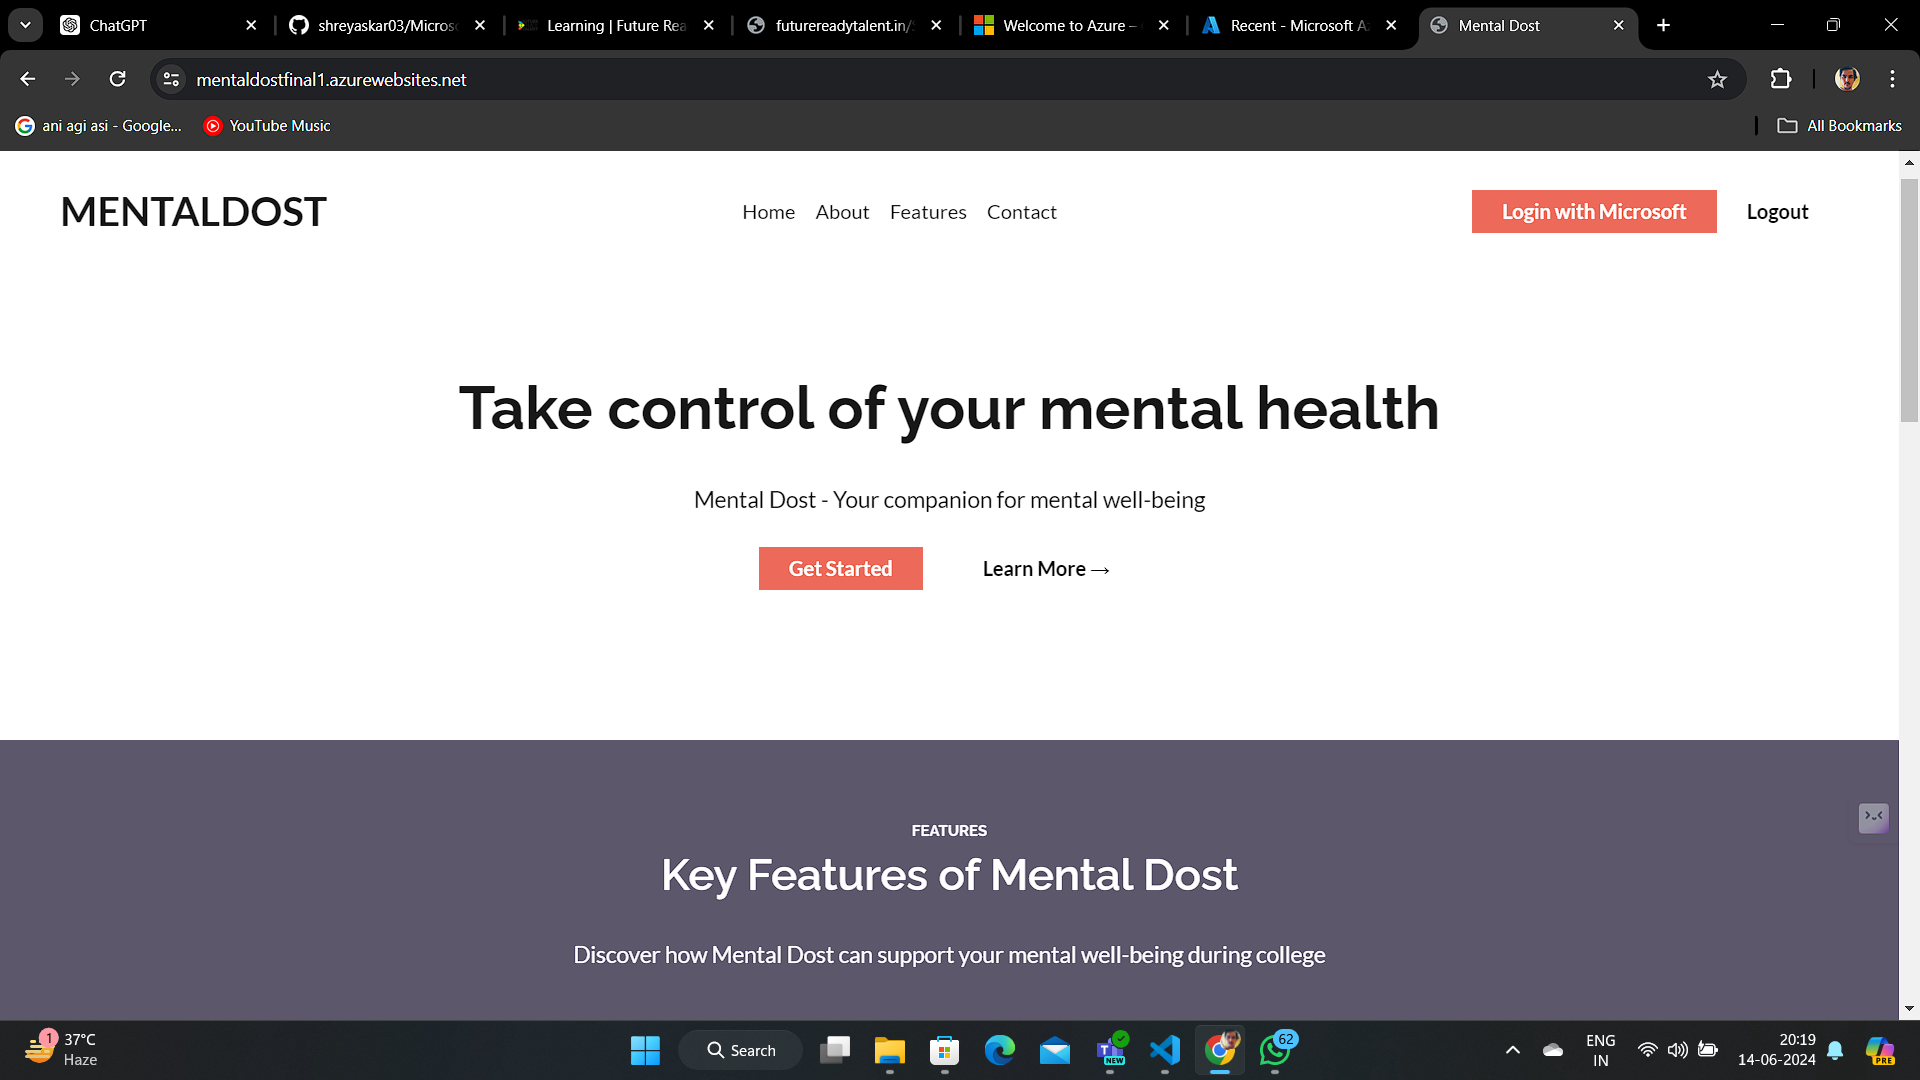 ChatGPT
shreyaskar03/Micros
Learning | Future Rea
futurereadytalent.in/
Welcome to Azure –
Recent - Microsoft A
Mental Dost
mentaldostfinal1.azurewebsites.net
ani agi asi - Google...
YouTube Music
All Bookmarks
MENTALDOST
Home
About
Features
Contact
Login with Microsoft
Logout
Take control of your mental health
Mental Dost - Your companion for mental well-being
Get Started
Learn More →
FEATURES
Key Features of Mental Dost
Discover how Mental Dost can support your mental well-being during college
1
37°C
Haze
Search
NEW
62
ENG
IN
20:19
14-06-2024
PRE